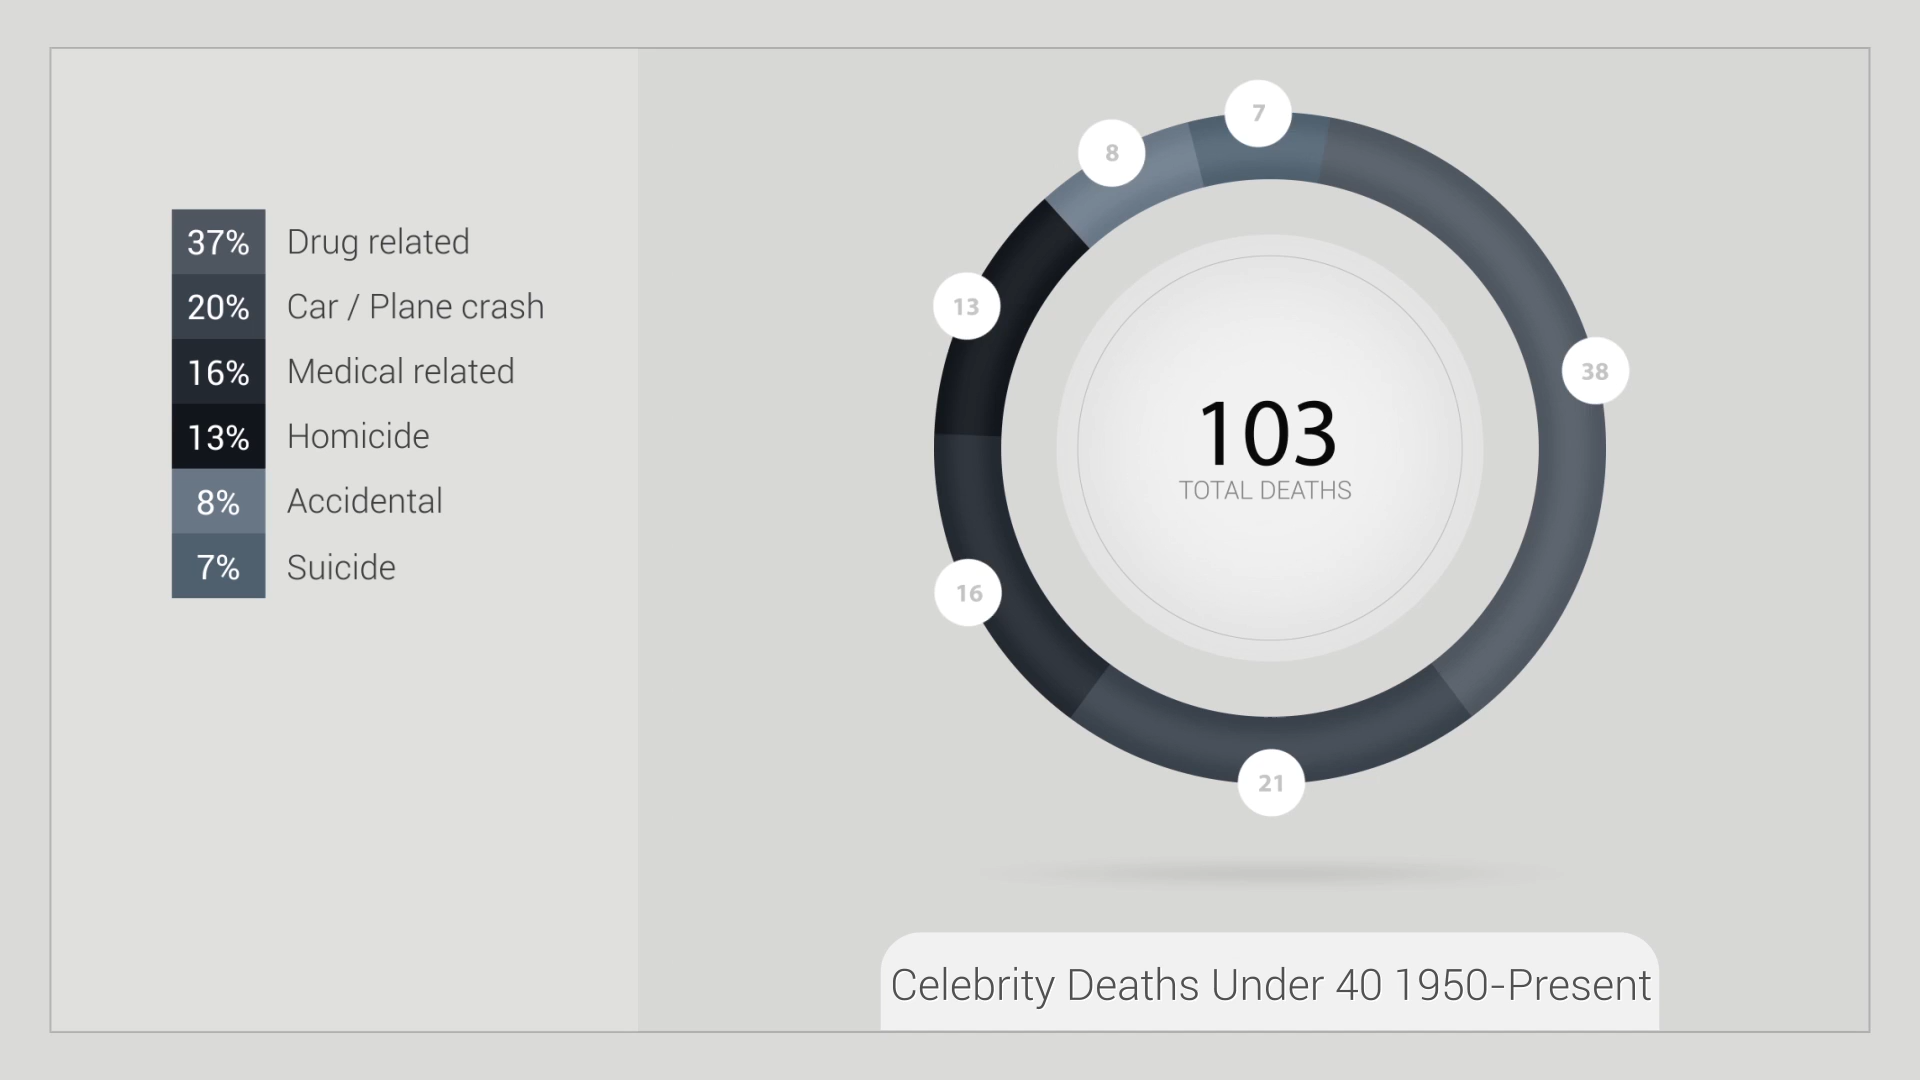 37% Drug related
20% Car / Plane crash
16% Medical related
13% Homicide
8% Accidental
7% Suicide
7
8
13
38
103
TOTAL DEATHS
16
21
Celebrity Deaths Under 40 1950-Present